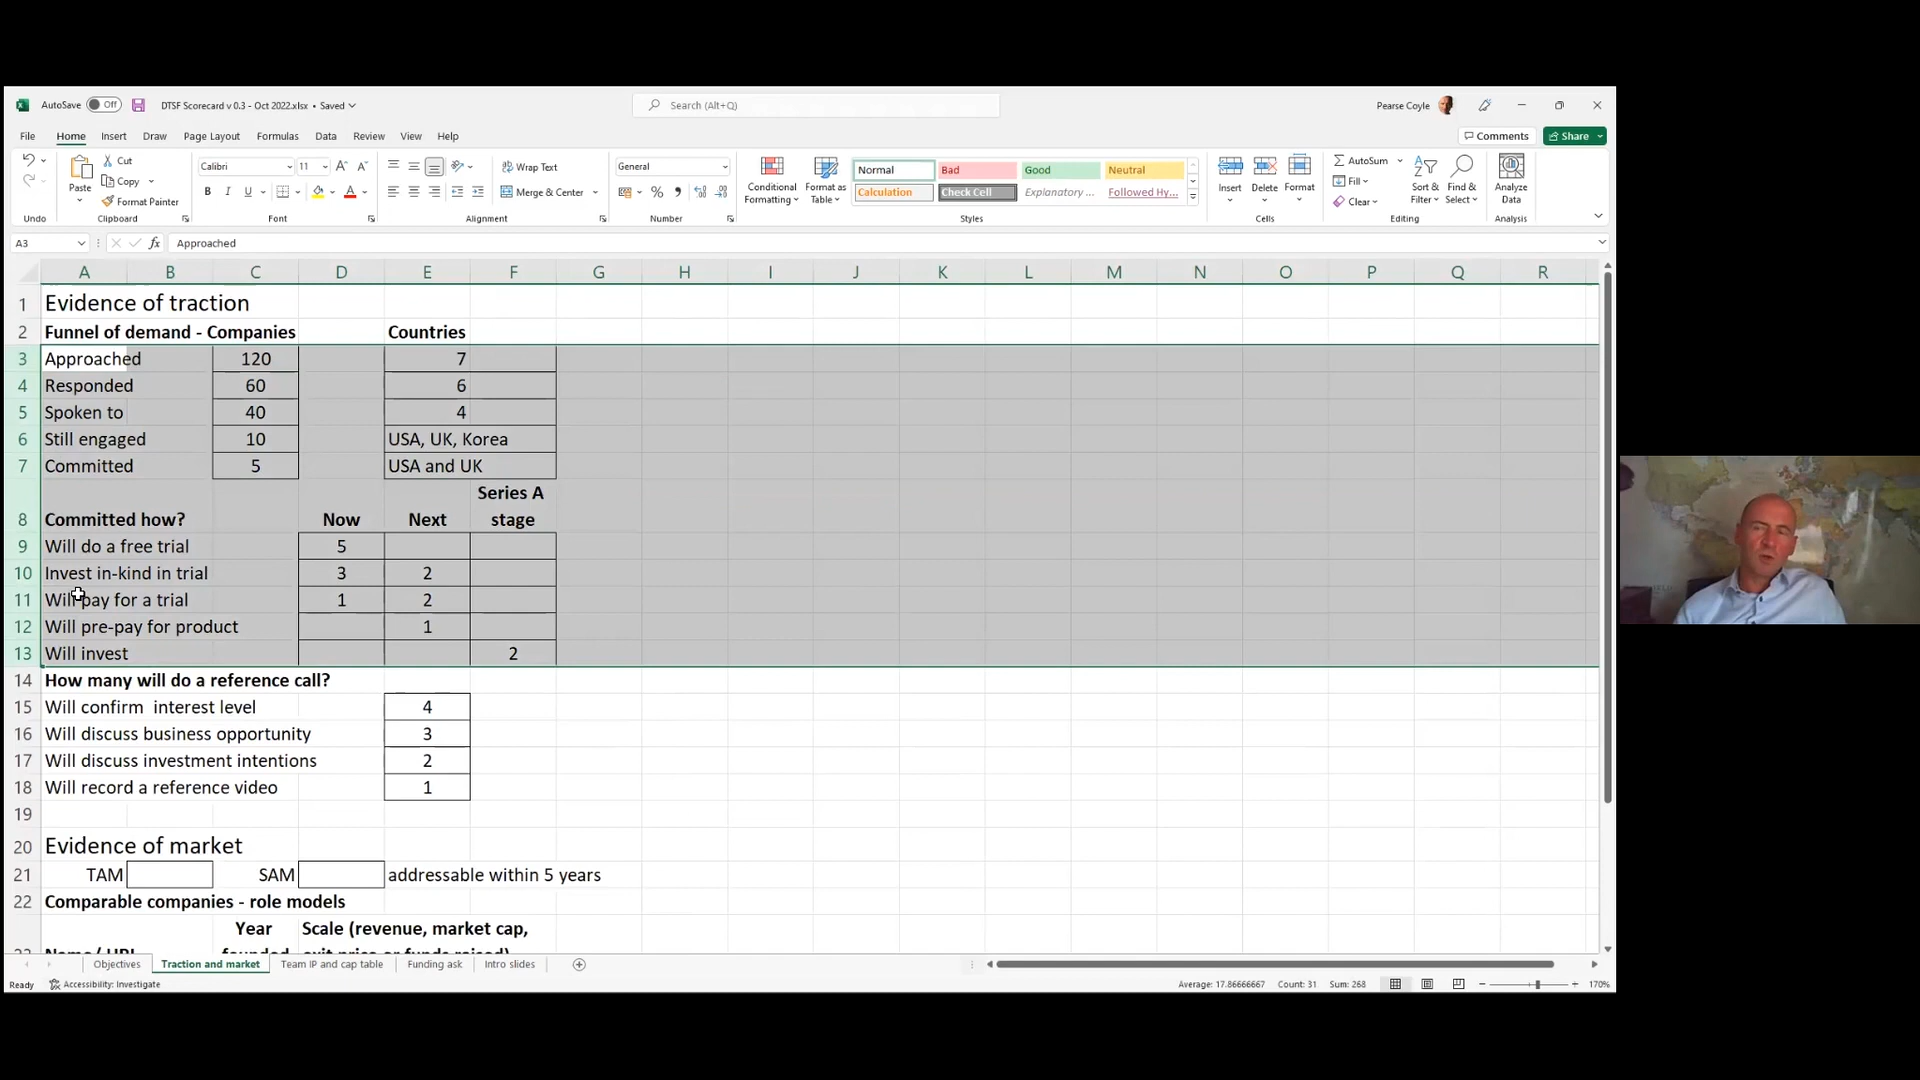 AutoSave Off DTSF Scorecard v 0.3 - Oct 2022.xlsx • Saved Search (Alt+Q) Pearse Coyle
File Home Insert Draw Page Layout Formulas Data Review View Help Comments Share
Paste Cut Copy Format Painter
Calibri 11
Wrap Text Merge & Center
General
Conditional Formatting Format as Table
Normal Bad Good Neutral
Calculation Check Cell Explanatory ... Followed Hy...
Insert Delete Format
AutoSum Fill Clear
Sort & Filter Find & Select
Analyze Data
Undo Clipboard Font Alignment Number Styles Cells Editing Analysis
A3 fx Approached
A B C D E F G H I J K L M N O P Q R
1 Evidence of traction
2 Funnel of demand - Companies Countries
3 Approached 120 7
4 Responded 60 6
5 Spoken to 40 4
6 Still engaged 10 USA, UK, Korea
7 Committed 5 USA and UK
Series A
8 Committed how? Now Next stage
9 Will do a free trial 5
10 Invest in-kind in trial 3 2
11 Will pay for a trial 1 2
12 Will pre-pay for product 1
13 Will invest 2
14 How many will do a reference call?
15 Will confirm interest level 4
16 Will discuss business opportunity 3
17 Will discuss investment intentions 2
18 Will record a reference video 1
19
20 Evidence of market
21 TAM SAM addressable within 5 years
22 Comparable companies - role models
Year Scale (revenue, market cap,
Objectives Traction and market Team IP and cap table Funding ask Intro slides
Ready Accessibility: Investigate Average: 17.86666667 Count: 31 Sum: 268 170%